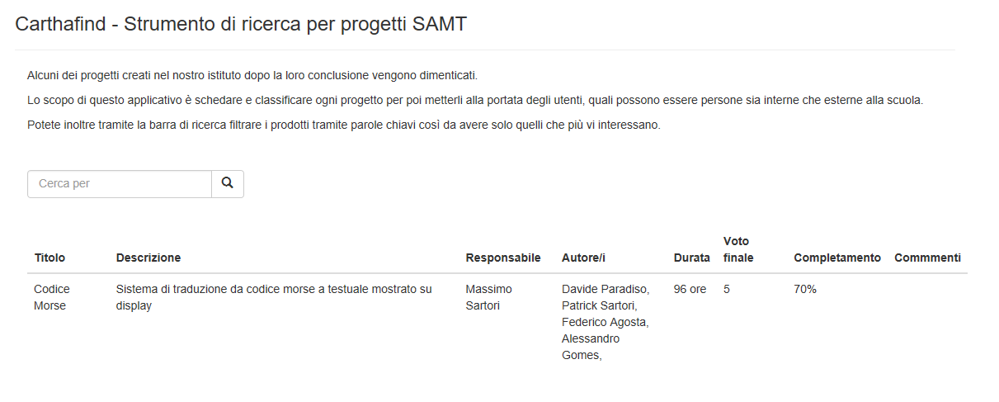 Carthafind - Strumento di ricerca per progetti SAMT
Alcuni dei progetti creati nel nostro istituto dopo la loro conclusione vengono dimenticati.
Lo scopo di questo applicativo è schedare e classificare ogni progetto per poi metterli alla portata degli utenti, quali possono essere persone sia interne che esterne alla scuola.
Potete inoltre tramite la barra di ricerca filtrare i prodotti tramite parole chiavi così da avere solo quelli che più vi interessano.
Cerca per
Titolo Descrizione Responsabile Autore/i Durata Voto finale Completamento Commmenti
Codice Morse Sistema di traduzione da codice morse a testuale mostrato su display Massimo Sartori Davide Paradiso, Patrick Sartori, Federico Agosta, Alessandro Gomes, 96 ore 5 70%